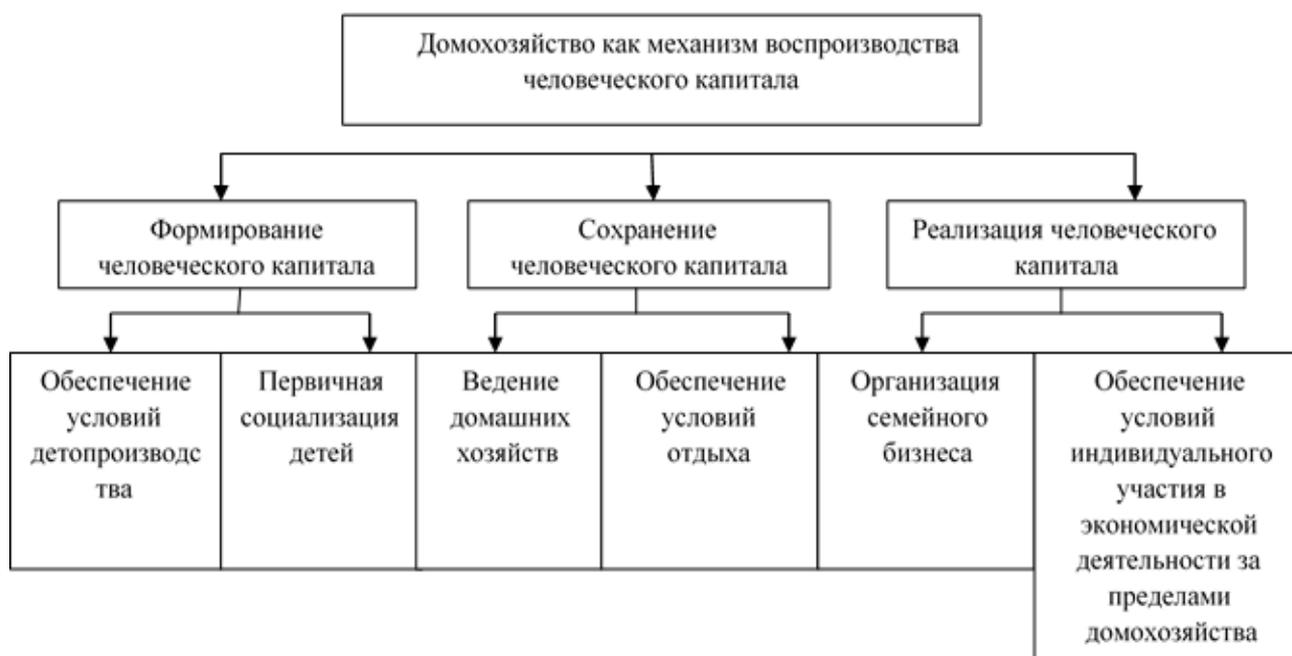 Домохозяйство как механизм воспроизводства
человеческого капитала
Формирование
человеческого капитала
Сохранение
человеческого капитала
Реализация человеческого
капитала
Обеспечение
условий
детопроизводс
тва
Первичная
социализация
детей
Ведение
домашних
хозяйств
Обеспечение
условий
отдыха
Организация
семейного
бизнеса
Обеспечение
условий
индивидуального
участия в
экономической
деятельности за
пределами
домохозяйства